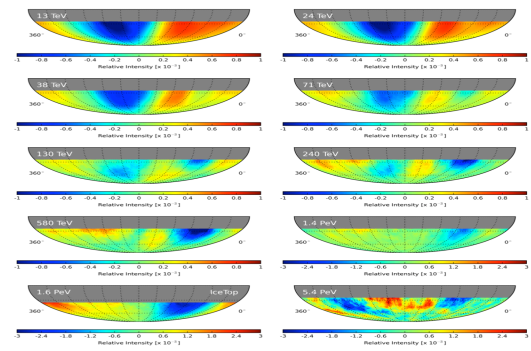 13 TeV
24 TeV
360° 0° 360° 0°
-1 -0.8 -0.6 -0.4 -0.2 0 0.2 0.4 0.6 0.8 1
-1 -0.8 -0.6 -0.4 -0.2 0 0.2 0.4 0.6 0.8 1
Relative Intensity [x 10⁻³]
Relative Intensity [x 10⁻³]
38 TeV
71 TeV
360° 0° 360° 0°
-1 -0.8 -0.6 -0.4 -0.2 0 0.2 0.4 0.6 0.8 1
-1 -0.8 -0.6 -0.4 -0.2 0 0.2 0.4 0.6 0.8 1
Relative Intensity [x 10⁻³]
Relative Intensity [x 10⁻³]
130 TeV
240 TeV
360° 0° 360° 0°
-1 -0.8 -0.6 -0.4 -0.2 0 0.2 0.4 0.6 0.8 1
-1 -0.8 -0.6 -0.4 -0.2 0 0.2 0.4 0.6 0.8 1
Relative Intensity [x 10⁻³]
Relative Intensity [x 10⁻³]
580 TeV
1.4 PeV
360° 0° 360° 0°
-1 -0.8 -0.6 -0.4 -0.2 0 0.2 0.4 0.6 0.8 1
-3 -2.4 -1.8 -1.2 -0.6 0 0.6 1.2 1.8 2.4 3
Relative Intensity [x 10⁻³]
Relative Intensity [x 10⁻³]
1.6 PeV IceTop
5.4 PeV
360° 0° 360° 0°
-3 -2.4 -1.8 -1.2 -0.6 0 0.6 1.2 1.8 2.4 3
-3 -2.4 -1.8 -1.2 -0.6 0 0.6 1.2 1.8 2.4 3
Relative Intensity [x 10⁻³]
Relative Intensity [x 10⁻³]